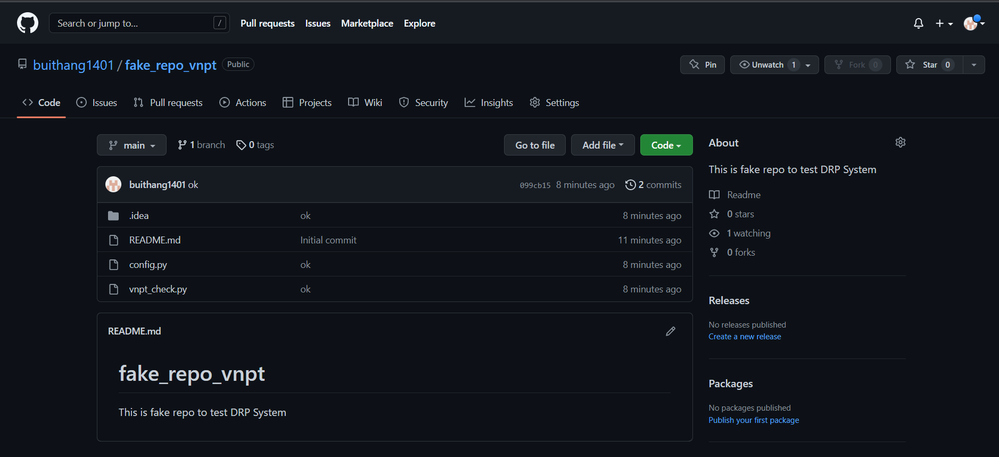 Search or jump to... /
Pull requests Issues Marketplace Explore
buithang1401 / fake_repo_vnpt Public
Pin Unwatch 1 Fork 0 Star 0
Code Issues Pull requests Actions Projects Wiki Security Insights Settings
main 1 branch 0 tags
Go to file Add file Code
buithang1401 ok 099cb15 8 minutes ago 2 commits
.idea ok 8 minutes ago
README.md Initial commit 11 minutes ago
config.py ok 8 minutes ago
vnpt_check.py ok 8 minutes ago
README.md
fake_repo_vnpt
This is fake repo to test DRP System
About
This is fake repo to test DRP System
Readme
0 stars
1 watching
0 forks
Releases
No releases published
Create a new release
Packages
No packages published
Publish your first package